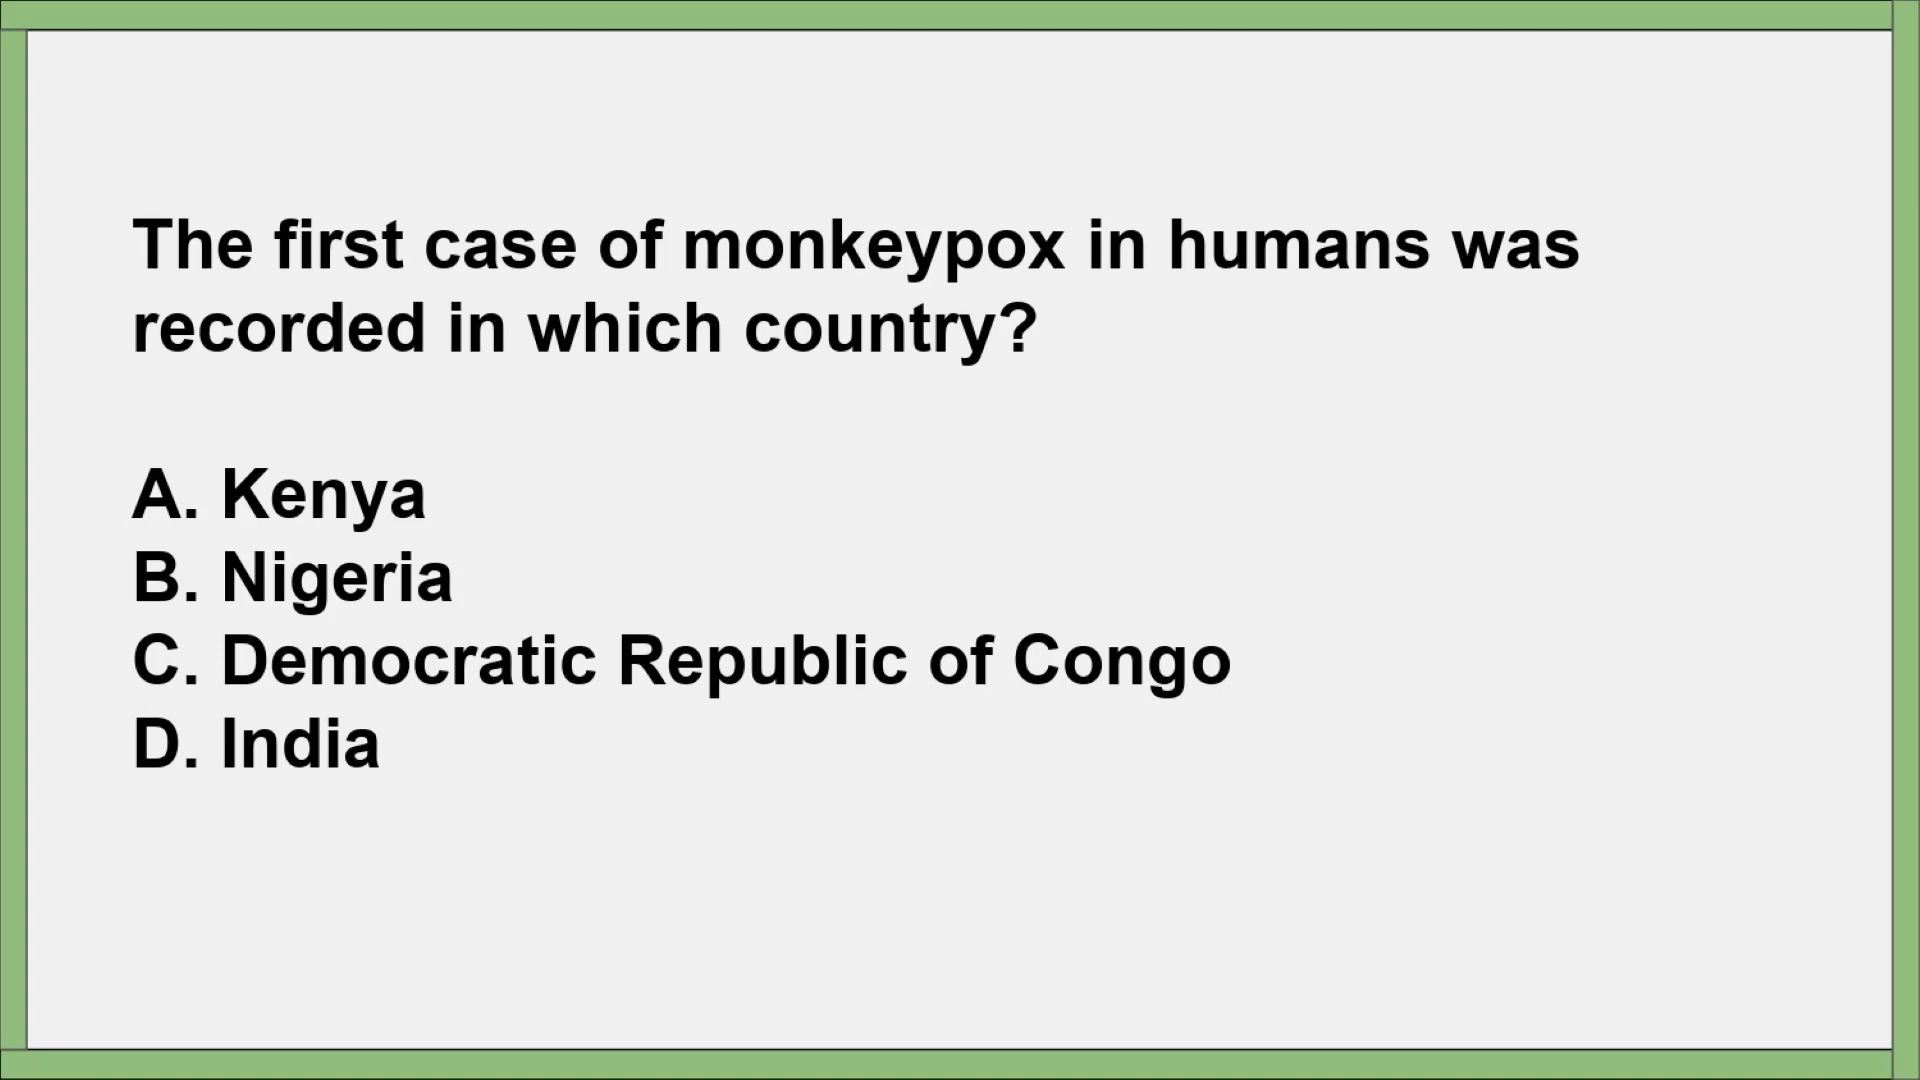 The first case of monkeypox in humans was
recorded in which country?
A. Kenya
B. Nigeria
C. Democratic Republic of Congo
D. India